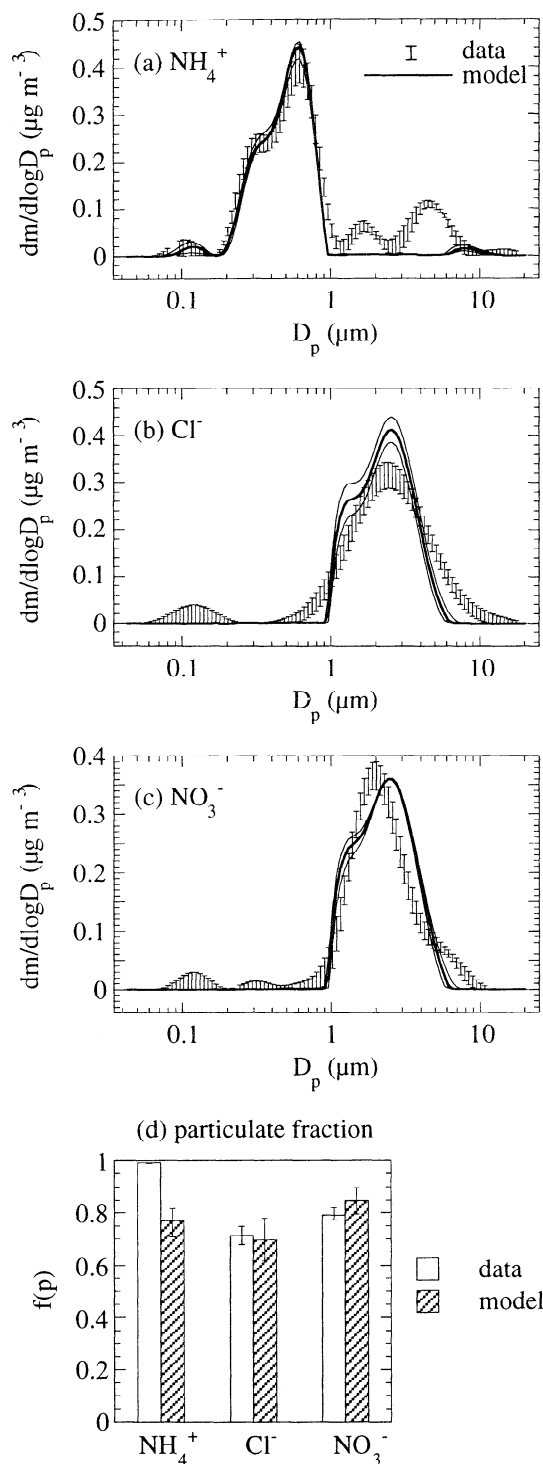 (a) NH₄⁺
data
model
dm/dlogDₚ (µg m⁻³)
0.5
0.4
0.3
0.2
0.1
0
0.1 1 10
Dₚ (µm)
(b) Cl⁻
dm/dlogDₚ (µg m⁻³)
0.5
0.4
0.3
0.2
0.1
0
0.1 1 10
Dₚ (µm)
(c) NO₃⁻
dm/dlogDₚ (µg m⁻³)
0.4
0.3
0.2
0.1
0
0.1 1 10
Dₚ (µm)
(d) particulate fraction
f(p)
1
0.8
0.6
0.4
0.2
0
NH₄⁺ Cl⁻ NO₃⁻
data
model